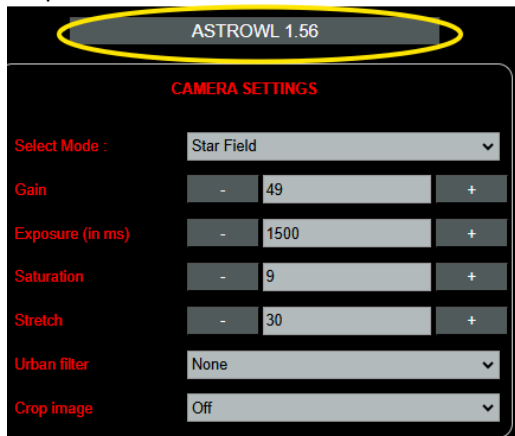 ASTROWL 1.56
CAMERA SETTINGS
Select Mode : Star Field
Gain - 49 +
Exposure (in ms) - 1500 +
Saturation - 9 +
Stretch - 30 +
Urban filter None
Crop image Off